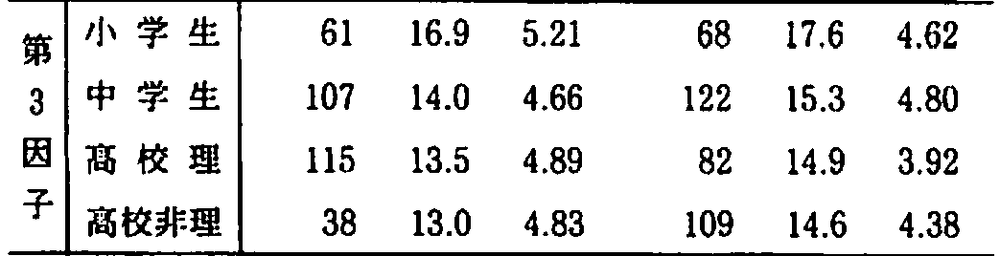 第3因子
小学生 61 16.9 5.21 68 17.6 4.62
中学生 107 14.0 4.66 122 15.3 4.80
高校理 115 13.5 4.89 82 14.9 3.92
高校非理 38 13.0 4.83 109 14.6 4.38